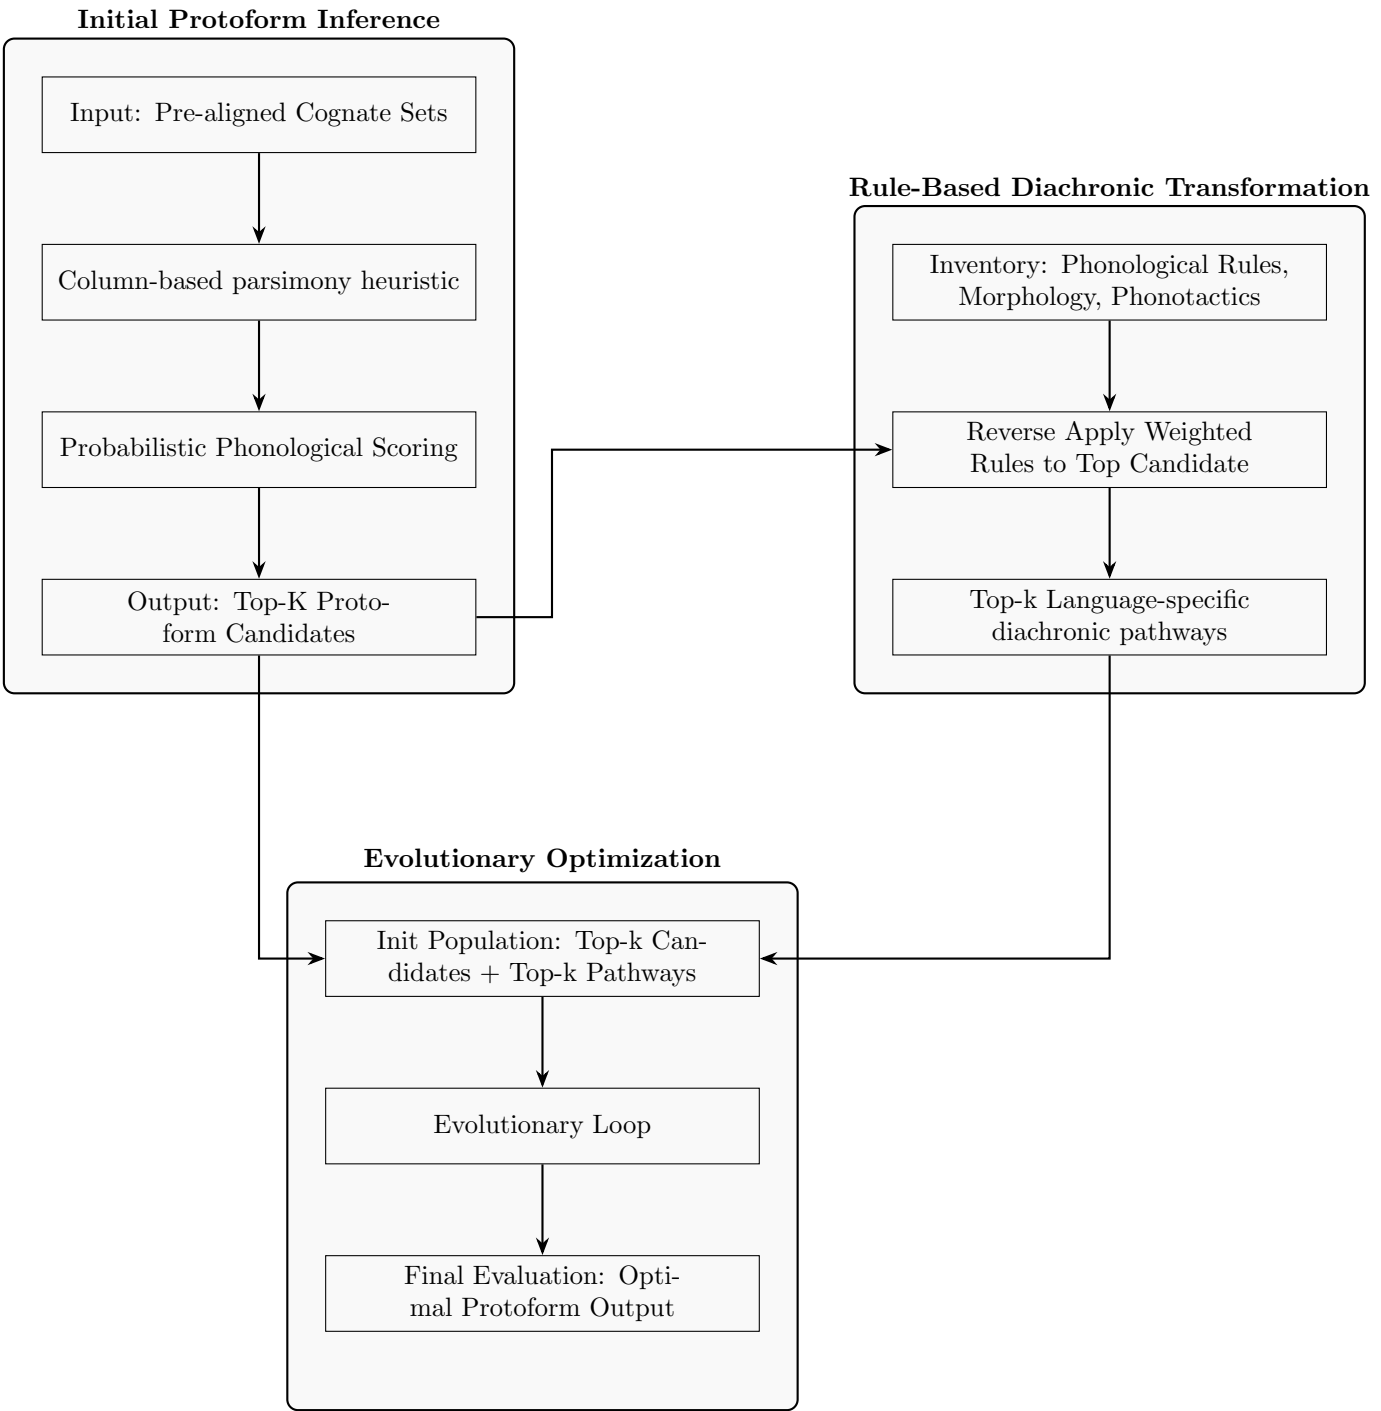 Initial Protoform Inference
Input: Pre-aligned Cognate Sets
Column-based parsimony heuristic
Probabilistic Phonological Scoring
Output: Top-K Proto-
form Candidates
Rule-Based Diachronic Transformation
Inventory: Phonological Rules,
Morphology, Phonotactics
Reverse Apply Weighted
Rules to Top Candidate
Top-k Language-specific
diachronic pathways
Evolutionary Optimization
Init Population: Top-k Can-
didates + Top-k Pathways
Evolutionary Loop
Final Evaluation: Opti-
mal Protoform Output